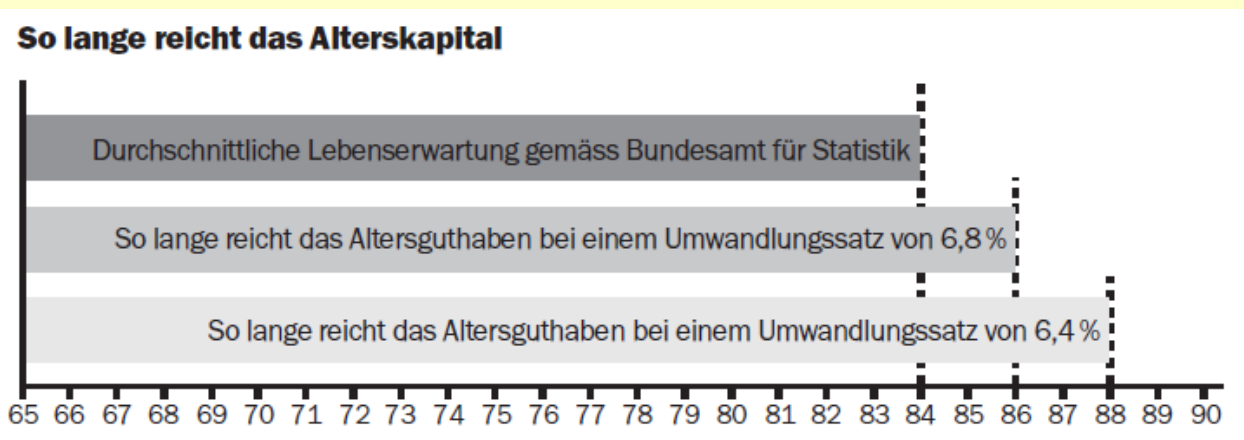 So lange reicht das Alterskapital
Durchschnittliche Lebenserwartung gemäss Bundesamt für Statistik
So lange reicht das Altersguthaben bei einem Umwandlungssatz von 6,8 %
So lange reicht das Altersguthaben bei einem Umwandlungssatz von 6,4 %
65 66 67 68 69 70 71 72 73 74 75 76 77 78 79 80 81 82 83 84 85 86 87 88 89 90